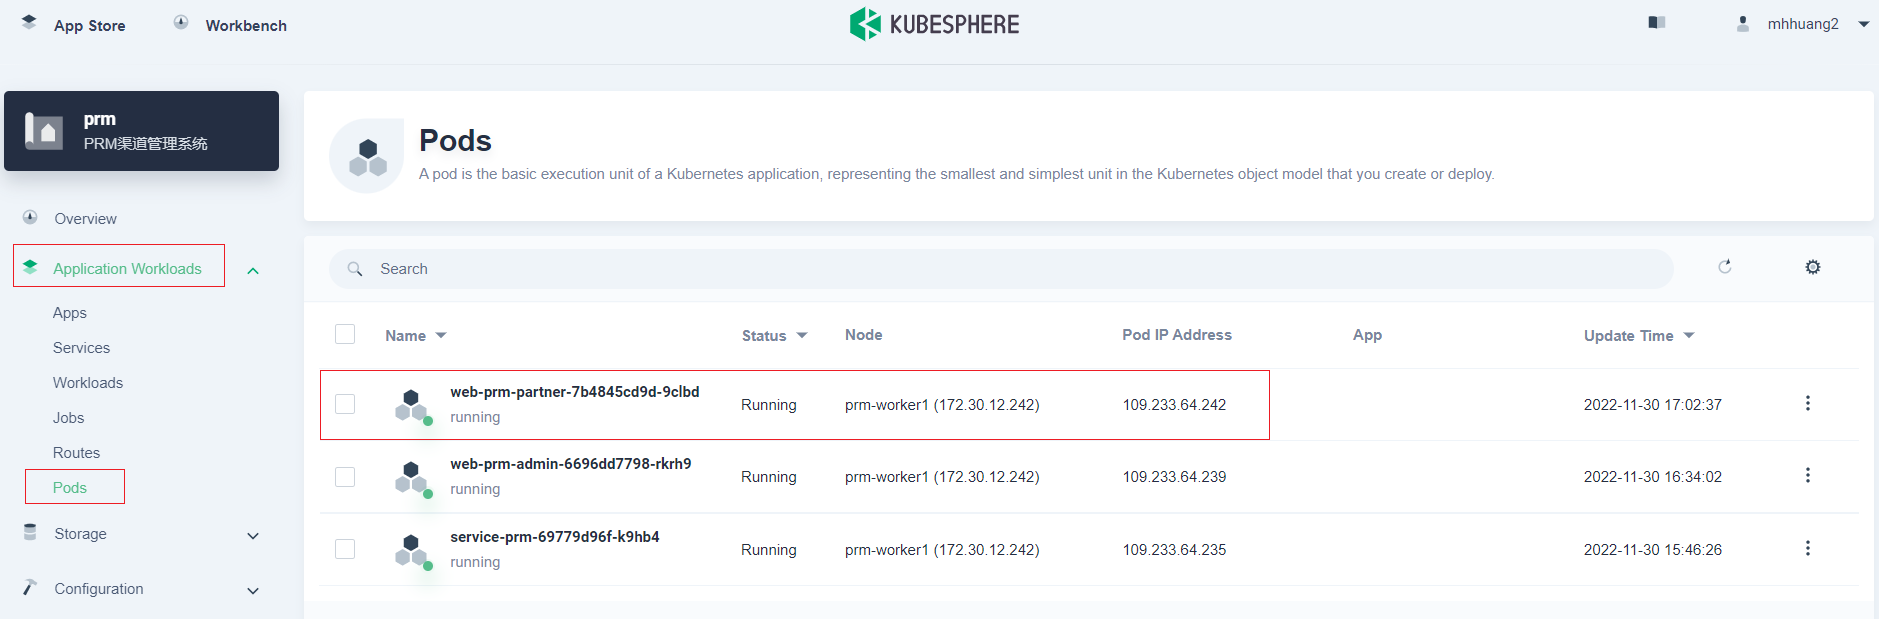 App Store Workbench KUBESPHERE mhhuang2
prm
PRM渠道管理系统
Overview
Application Workloads
Apps
Services
Workloads
Jobs
Routes
Pods
Storage
Configuration
Pods
A pod is the basic execution unit of a Kubernetes application, representing the smallest and simplest unit in the Kubernetes object model that you create or deploy.
Search
Name Status Node Pod IP Address App Update Time
web-prm-partner-7b4845cd9d-9clbd
running
Running prm-worker1 (172.30.12.242) 109.233.64.242 2022-11-30 17:02:37
web-prm-admin-6696dd7798-rkrh9
running
Running prm-worker1 (172.30.12.242) 109.233.64.239 2022-11-30 16:34:02
service-prm-69779d96f-k9hb4
running
Running prm-worker1 (172.30.12.242) 109.233.64.235 2022-11-30 15:46:26